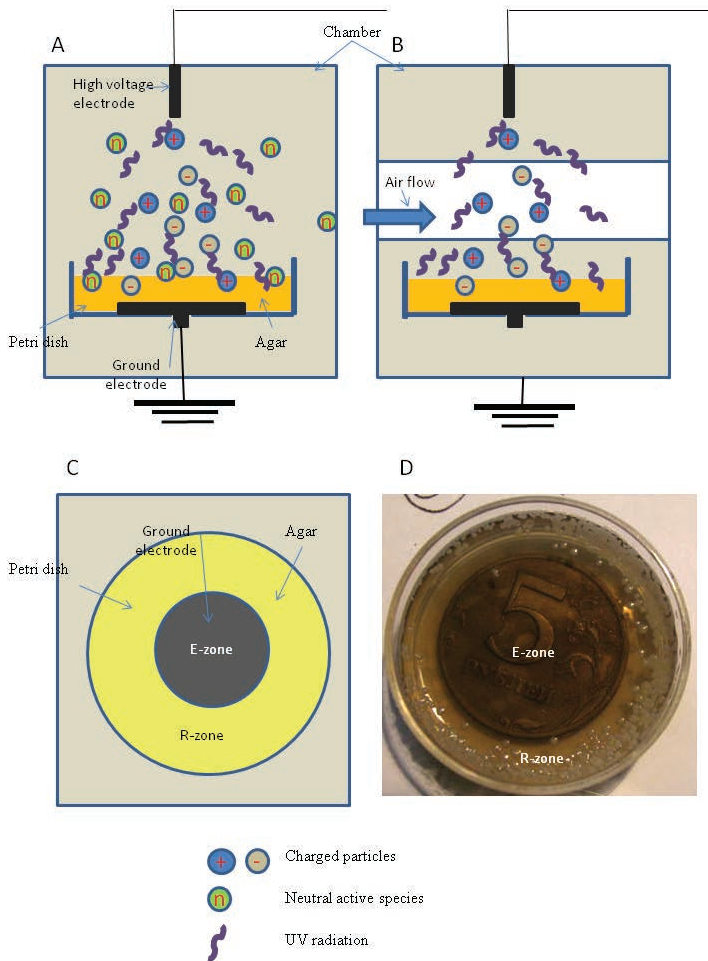 A
Chamber
B
High voltage
electrode
+
n
n
-
n
+
n
+
n
-
n
-
n
+
n
n
-
n
-
+
n
Air flow
+
-
+
+
-
-
+
-
-
+
Petri dish
Ground
electrode
Agar
C
D
Ground
electrode
Agar
Petri dish
E-zone
R-zone
5
E-zone
R-zone
+ - Charged particles
n Neutral active species
UV radiation